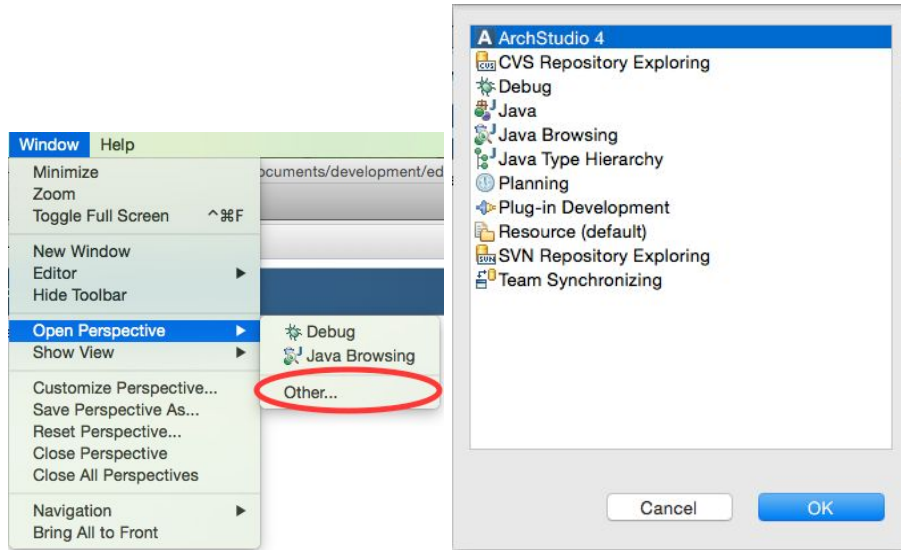 Window Help
Minimize
Zoom
Toggle Full Screen ^⌘F
New Window
Editor
Hide Toolbar
Open Perspective
Show View
Customize Perspective...
Save Perspective As...
Reset Perspective...
Close Perspective
Close All Perspectives
Navigation
Bring All to Front
ocuments/development/ed
Debug
Java Browsing
Other...
A ArchStudio 4
CVS CVS Repository Exploring
Debug
Java
Java Browsing
Java Type Hierarchy
Planning
Plug-in Development
Resource (default)
SVN SVN Repository Exploring
Team Synchronizing
Cancel OK